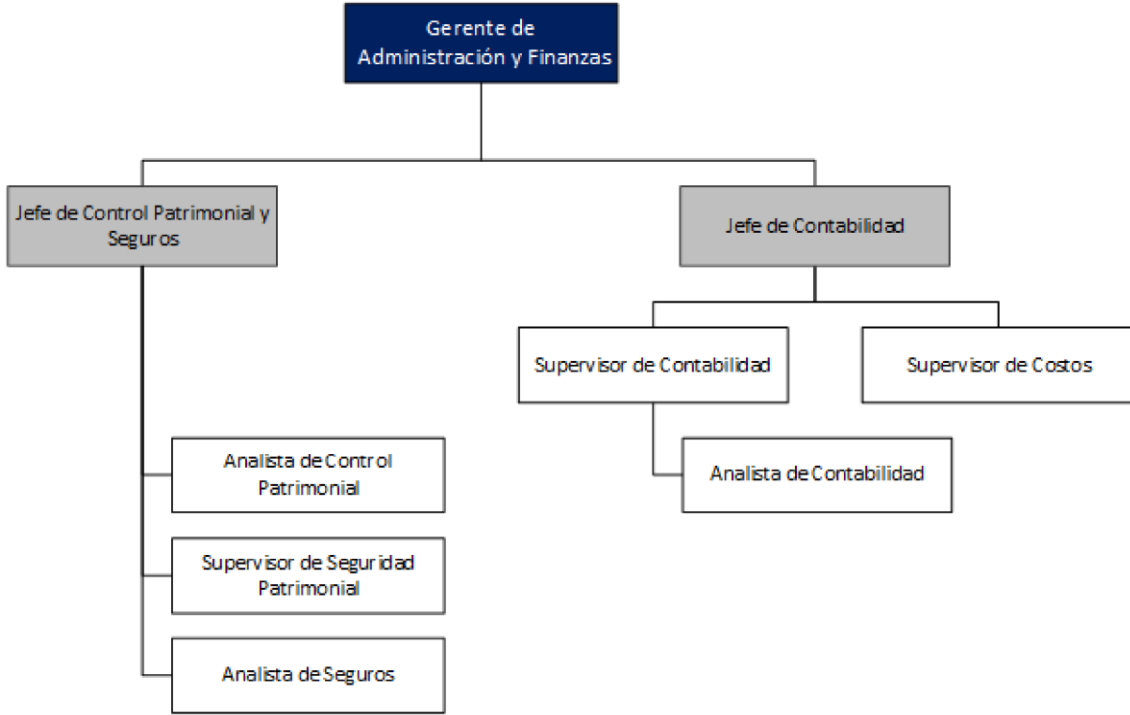 Gerente de
Administración y Finanzas
Jefe de Control Patrimonial y
Seguros
Jefe de Contabilidad
Supervisor de Contabilidad
Supervisor de Costos
Analista de Control
Patrimonial
Analista de Contabilidad
Supervisor de Seguridad
Patrimonial
Analista de Seguros